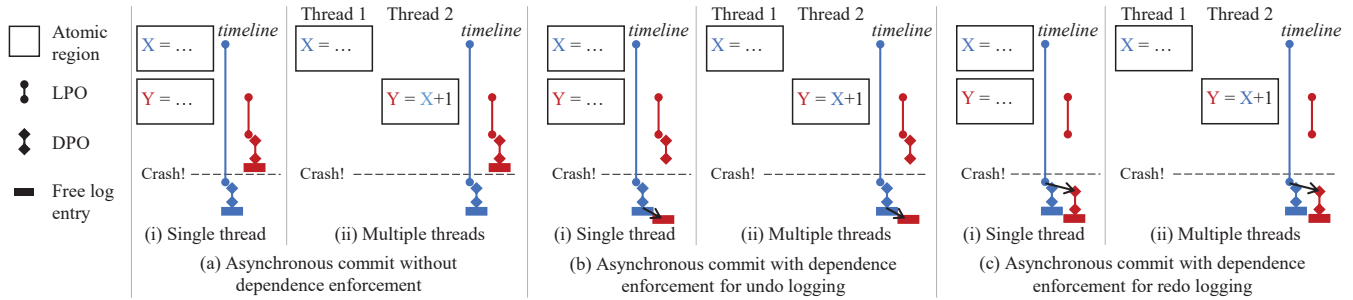 Atomic
region
LPO
DPO
Free log
entry
X = …
timeline
Y = …
Crash!
(i) Single thread
Thread 1 Thread 2
X = …
timeline
Y = X+1
Crash!
(ii) Multiple threads
(a) Asynchronous commit without
dependence enforcement
X = …
timeline
Y = …
Crash!
(i) Single thread
Thread 1 Thread 2
X = …
timeline
Y = X+1
(ii) Multiple threads
(b) Asynchronous commit with dependence
enforcement for undo logging
X = …
timeline
Y = …
Crash!
(i) Single thread
Thread 1 Thread 2
X = …
timeline
Y = X+1
Crash!
(ii) Multiple threads
(c) Asynchronous commit with dependence
enforcement for redo logging